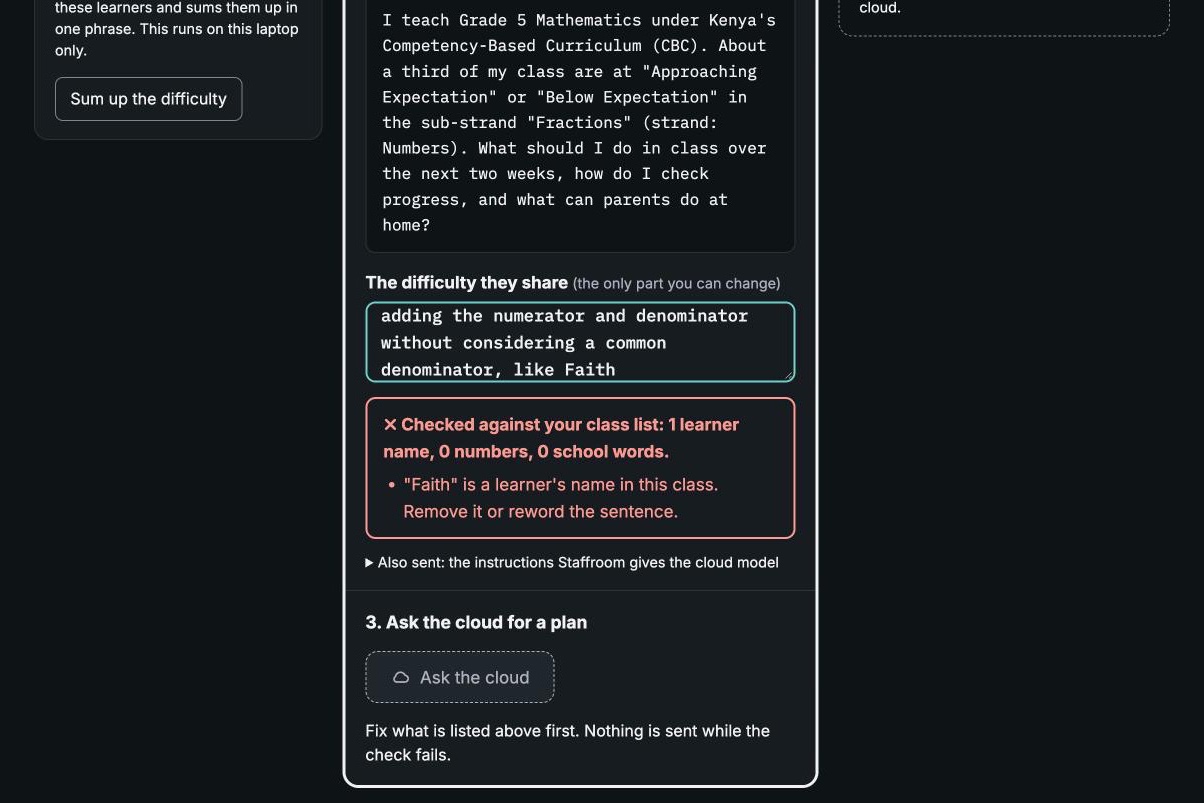 these learners and sums them up in
one phrase. This runs on this laptop
only.
Sum up the difficulty
I teach Grade 5 Mathematics under Kenya's
Competency-Based Curriculum (CBC). About
a third of my class are at "Approaching
Expectation" or "Below Expectation" in
the sub-strand "Fractions" (strand:
Numbers). What should I do in class over
the next two weeks, how do I check
progress, and what can parents do at
home?
The difficulty they share (the only part you can change)
adding the numerator and denominator
without considering a common
denominator, like Faith
✕ Checked against your class list: 1 learner
name, 0 numbers, 0 school words.
• "Faith" is a learner's name in this class.
Remove it or reword the sentence.
▶ Also sent: the instructions Staffroom gives the cloud model
3. Ask the cloud for a plan
Ask the cloud
Fix what is listed above first. Nothing is sent while the
check fails.
cloud.